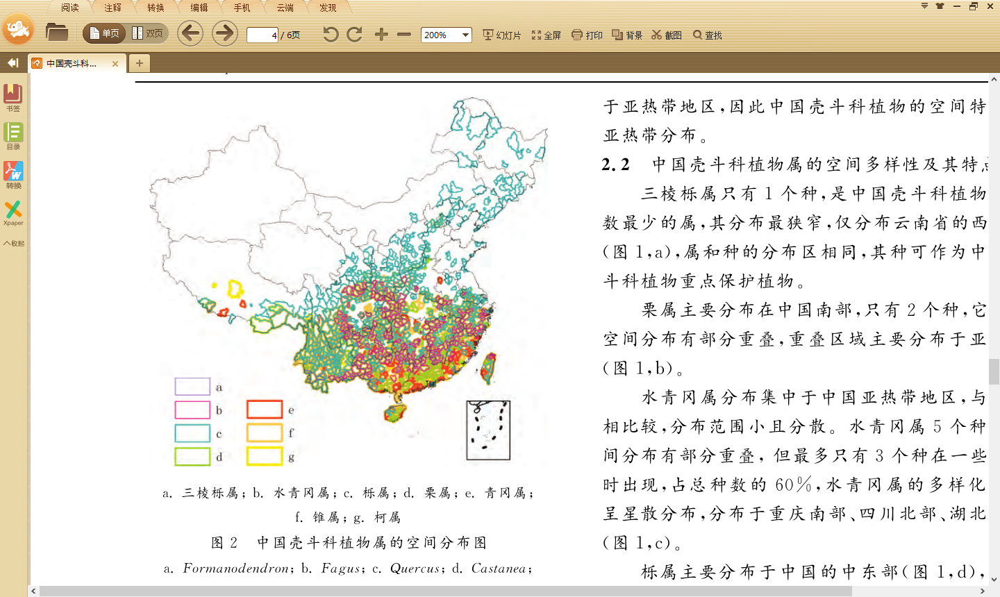 阅读 注释 转换 编辑 手机 云端 发现
单页 双页 4 / 6页 200% 幻灯片 全屏 打印 背景 截图 查找
中国壳斗科...
书签
目录
转换
Xpaper
收起
a
b e
c f
d g
a. 三棱栎属; b. 水青冈属; c. 栎属; d. 栗属; e. 青冈属;
f. 锥属; g. 柯属
图 2 中国壳斗科植物属的空间分布图
a. Formanodendron; b. Fagus; c. Quercus; d. Castanea;
于亚热带地区,因此中国壳斗科植物的空间特
亚热带分布。
2.2 中国壳斗科植物属的空间多样性及其特
三棱栎属只有 1 个种,是中国壳斗科植物
数最少的属,其分布最狭窄,仅分布云南省的西
(图 1,a),属和种的分布区相同,其种可作为中
斗科植物重点保护植物。
栗属主要分布在中国南部,只有 2 个种,它
空间分布有部分重叠,重叠区域主要分布于亚
(图 1,b)。
水青冈属分布集中于中国亚热带地区,与
相比较,分布范围小且分散。水青冈属 5 个种
间分布有部分重叠, 但最多只有 3 个种在一些
时出现,占总种数的 60%,水青冈属的多样化
呈星散分布,分布于重庆南部、四川北部、湖北
(图 1,c)。
栎属主要分布于中国的中东部(图 1,d),